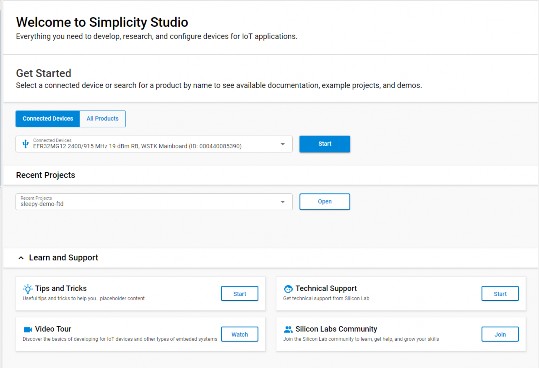 Welcome to Simplicity Studio
Everything you need to develop, research, and configure devices for IoT applications.
Get Started
Select a connected device or search for a product by name to see available documentation, example projects, and demos.
Connected Devices
All Products
Connected Devices
EFR32MG12 2400/915 MHz 19 dBm RB, WSTK Mainboard (ID: 000440085390)
Start
Recent Projects
Recent Projects
sleepy-demo-ftd
Open
Learn and Support
Tips and Tricks
Useful tips and tricks to help you...placeholder content
Start
Technical Support
Get technical support from Silicon Lab
Start
Video Tour
Discover the basics of developing for IoT devices and other types of embeded systems
Watch
Silicon Labs Community
Join the Silicon Lab community to learn, get help, and grow your skills
Join